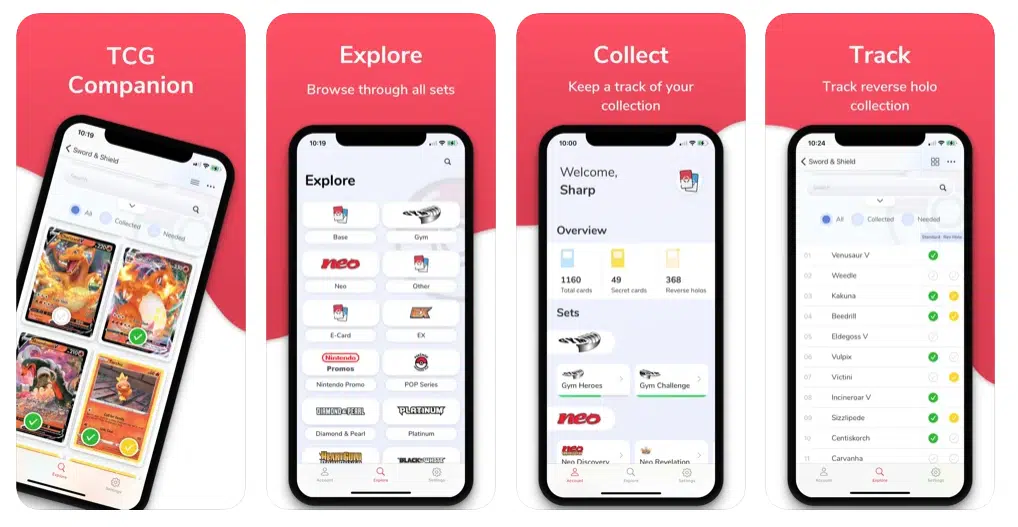 TCG
Companion
10:19
Sword & Shield
Search
All
Collected
Needed
Explore
Settings
Explore
Browse through all sets
10:19
Explore
Base
Gym
neo
Neo
Other
EX
E-Card
EX
Nintendo
Promos
Nintendo Promo
POP Series
DIAMOND & PEARL
PLATINUM
Diamond & Pearl
Platinum
HEARTGOLD
BLACK & WHITE
Account
Explore
Settings
Collect
Keep a track of your
collection
10:00
Welcome,
Sharp
Overview
1160
49
368
Total cards
Secret cards
Reverse holos
Sets
Gym Heroes
Gym Challenge
neo
Neo Discovery
Neo Revelation
Account
Explore
Settings
Track
Track reverse holo
collection
10:24
Sword & Shield
Search
All
Collected
Needed
Standard
Rev Holo
01 Venusaur V
02 Weedle
03 Kakuna
04 Beedrill
05 Eldegoss V
06 Vulpix
07 Victini
08 Incineroar V
09 Sizzlipede
10 Centiskorch
11 Carvanha
Account
Explore
Settings